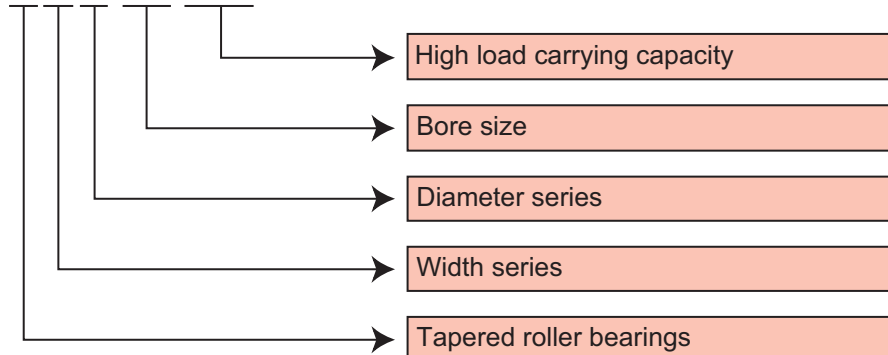 High load carrying capacity
Bore size
Diameter series
Width series
Tapered roller bearings